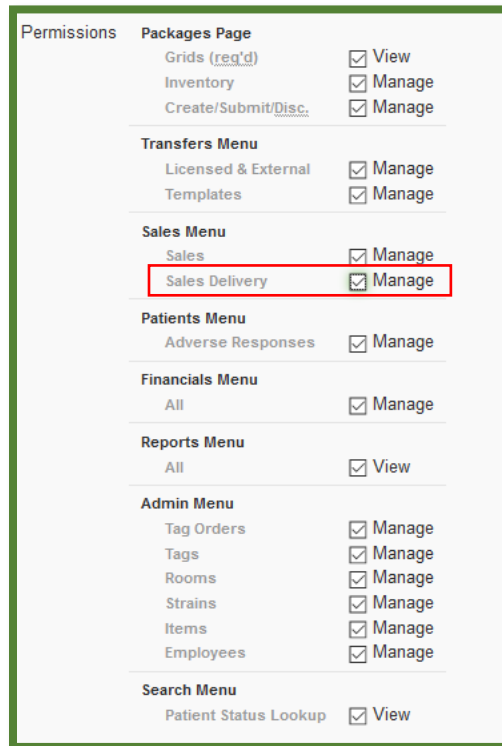 Permissions Packages Page
Grids (req'd) View
Inventory Manage
Create/Submit/Disc. Manage
Transfers Menu
Licensed & External Manage
Templates Manage
Sales Menu
Sales Manage
Sales Delivery Manage
Patients Menu
Adverse Responses Manage
Financials Menu
All Manage
Reports Menu
All View
Admin Menu
Tag Orders Manage
Tags Manage
Rooms Manage
Strains Manage
Items Manage
Employees Manage
Search Menu
Patient Status Lookup View